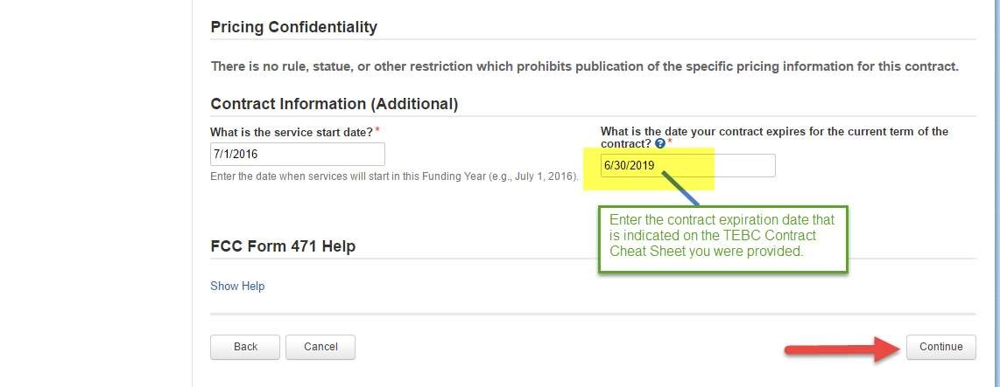 Pricing Confidentiality
There is no rule, statue, or other restriction which prohibits publication of the specific pricing information for this contract.
Contract Information (Additional)
What is the service start date? *
7/1/2016
Enter the date when services will start in this Funding Year (e.g., July 1, 2016).
What is the date your contract expires for the current term of the
contract? ? *
6/30/2019
Enter the contract expiration date that
is indicated on the TEBC Contract
Cheat Sheet you were provided.
FCC Form 471 Help
Show Help
Back
Cancel
Continue